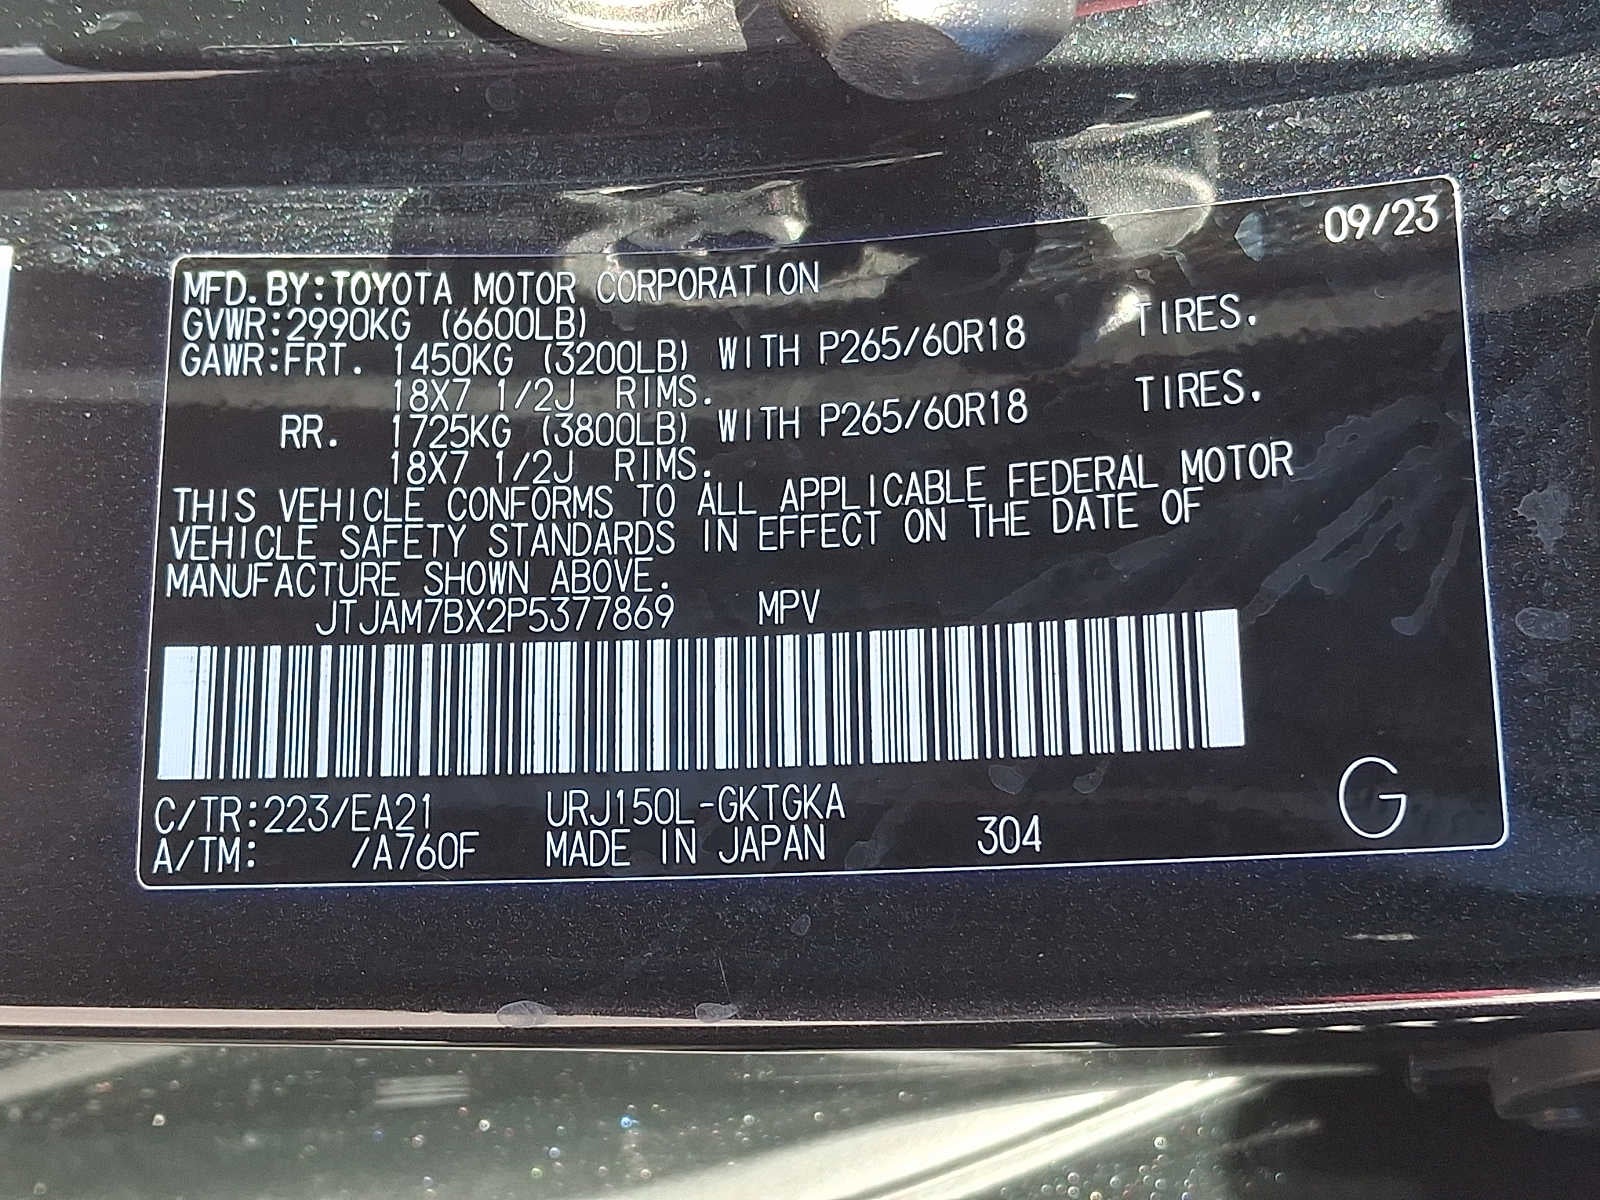 09/23
MFD.BY:TOYOTA MOTOR CORPORATION
GVWR:2990KG (6600LB)
GAWR:FRT. 1450KG (3200LB) WITH P265/60R18 TIRES.
18X7 1/2J RIMS.
RR. 1725KG (3800LB) WITH P265/60R18 TIRES.
18X7 1/2J RIMS.
THIS VEHICLE CONFORMS TO ALL APPLICABLE FEDERAL MOTOR
VEHICLE SAFETY STANDARDS IN EFFECT ON THE DATE OF
MANUFACTURE SHOWN ABOVE.
JTJAM7BX2P5377869 MPV
C/TR:223/EA21 URJ150L-GKTGKA
A/TM: /A760F MADE IN JAPAN 304
G